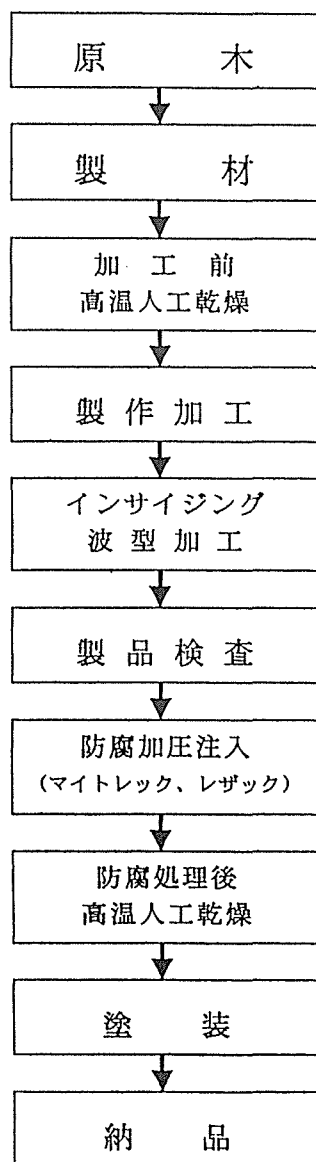 原木
製材
加工前
高温人工乾燥
製作加工
インサイジング
波型加工
製品検査
防腐加圧注入
(マイトレック、レザック)
防腐処理後
高温人工乾燥
塗装
納品